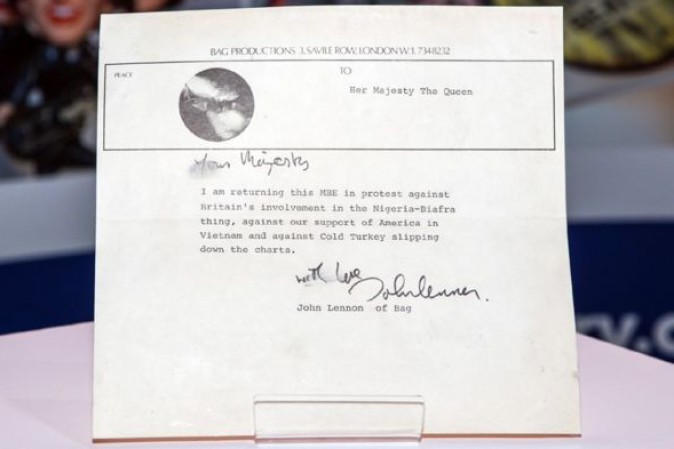 BAG PRODUCTIONS 3, SAVILE ROW, LONDON W.1. 7348232
PEACE
TO
Her Majesty The Queen
Your Majesty
I am returning this MBE in protest against
Britain's involvement in the Nigeria-Biafra
thing, against our support of America in
Vietnam and against Cold Turkey slipping
down the charts.
with love
John Lennon.
John Lennon of Bag